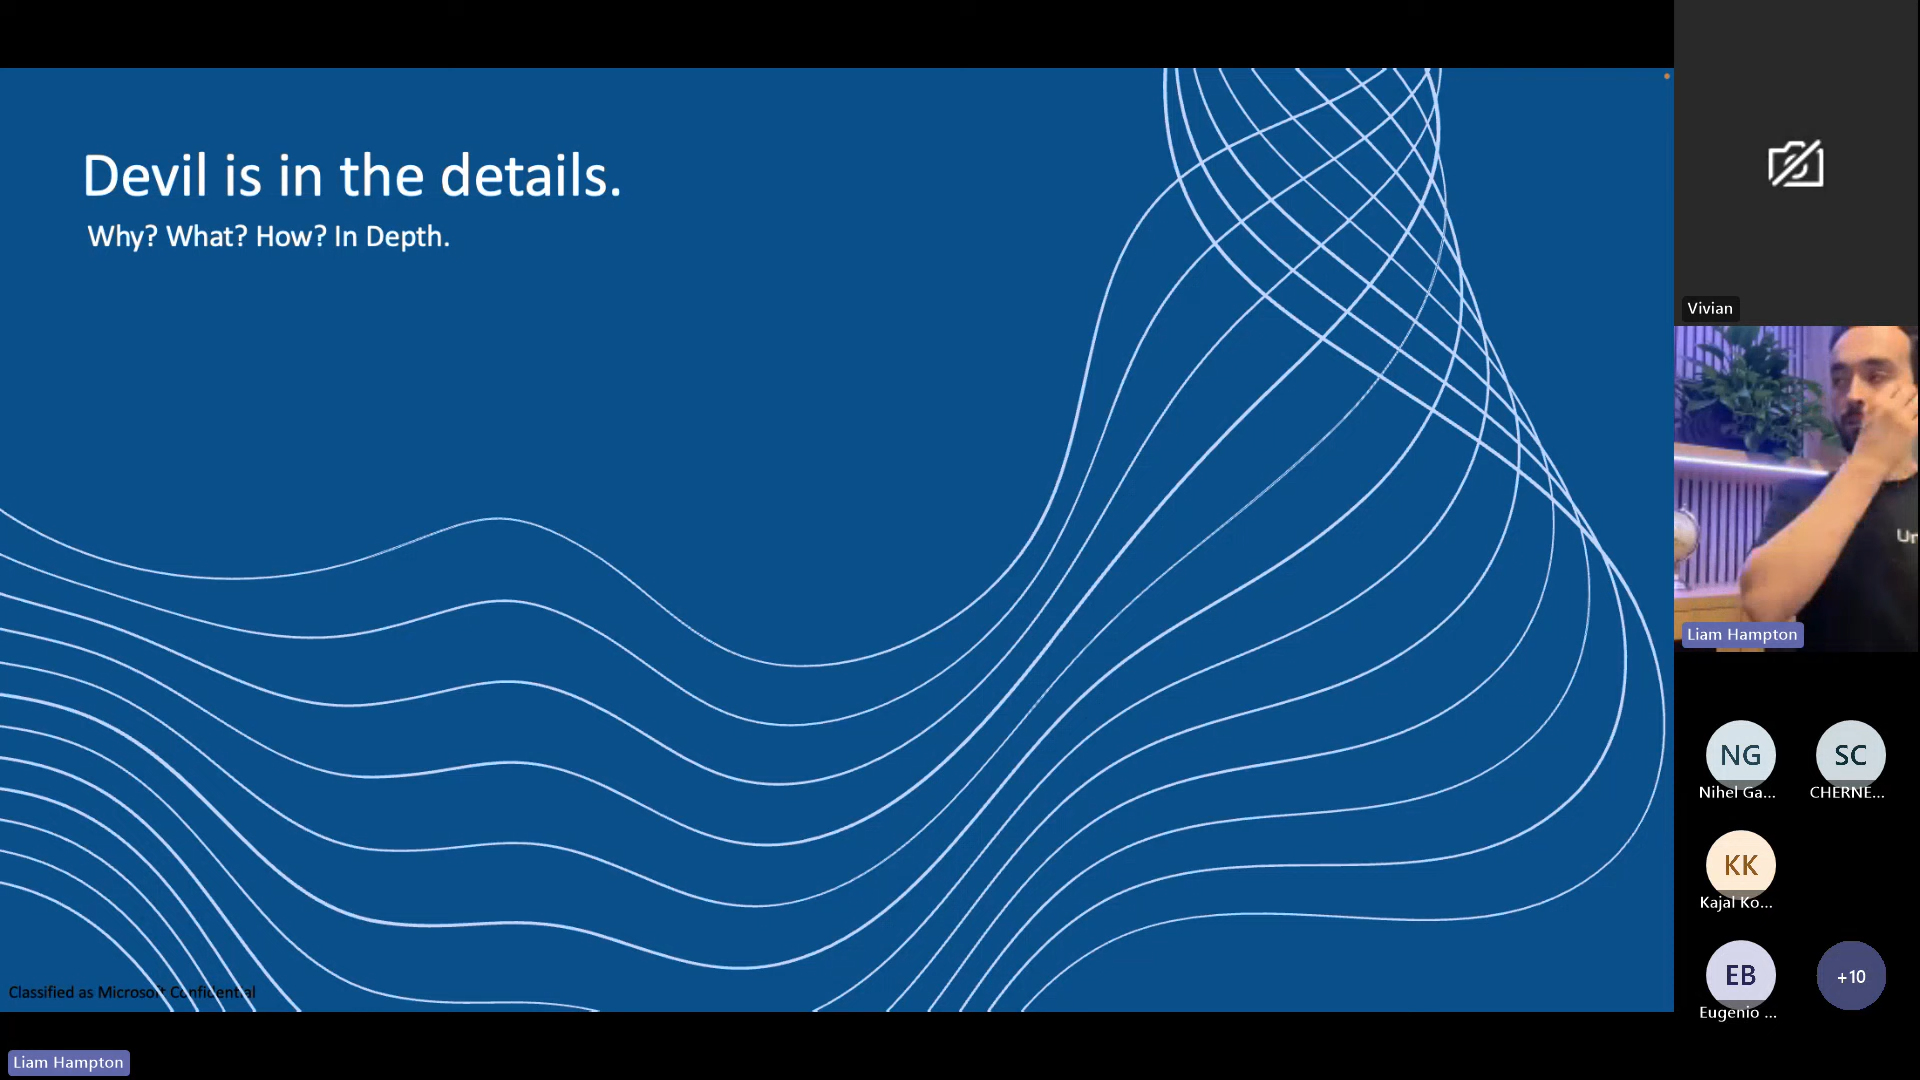 Devil is in the details.
Why? What? How? In Depth.
Classified as Microsoft Confidential
Liam Hampton
Vivian
Ur
Liam Hampton
NG
Nihel Ga...
SC
CHERNE...
KK
Kajal Ko...
EB
Eugenio ...
+10